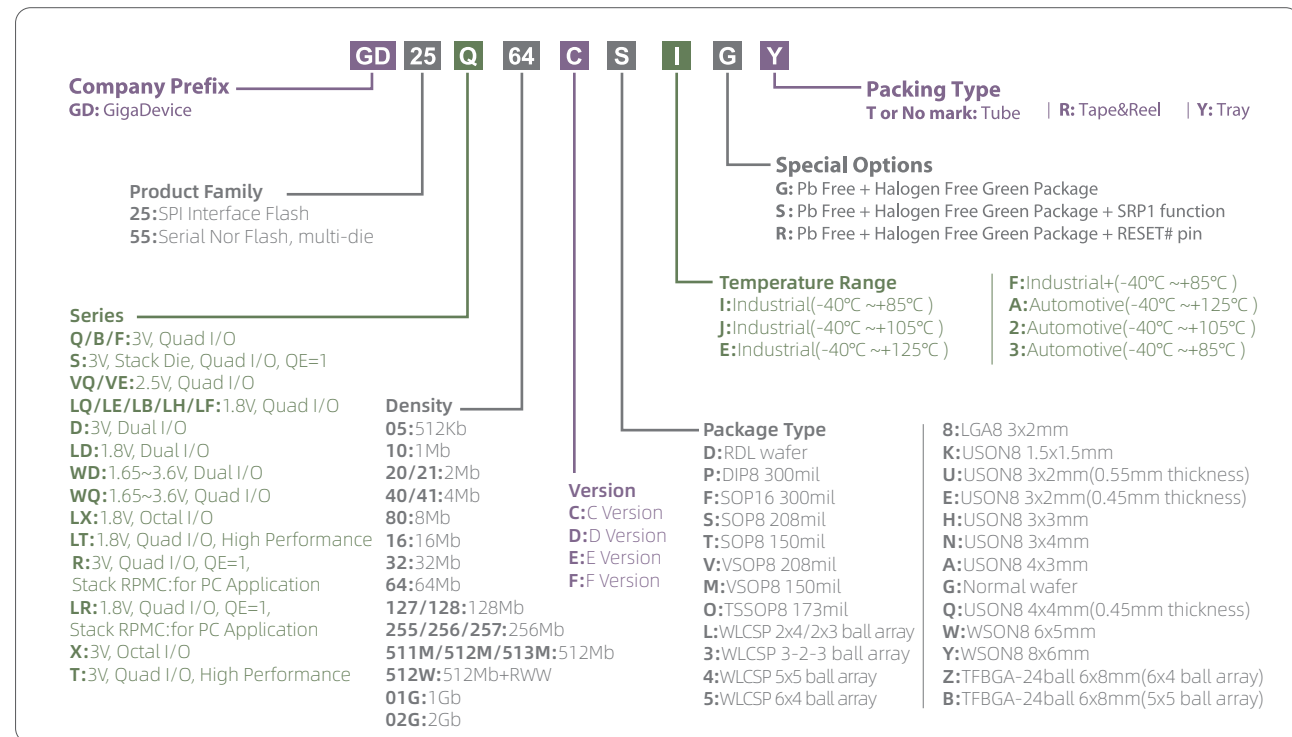 GD 25 Q 64 C S I G Y
Company Prefix
GD: GigaDevice
Packing Type
T or No mark: Tube | R: Tape&Reel | Y: Tray
Special Options
G: Pb Free + Halogen Free Green Package
S: Pb Free + Halogen Free Green Package + SRP1 function
R: Pb Free + Halogen Free Green Package + RESET# pin
Product Family
25:SPI Interface Flash
55:Serial Nor Flash, multi-die
Temperature Range
I:Industrial(-40℃ ~+85℃ )
J:Industrial(-40℃ ~+105℃ )
E:Industrial(-40℃ ~+125℃ )
F:Industrial+(-40℃ ~+85℃ )
A:Automotive(-40℃ ~+125℃ )
2:Automotive(-40℃ ~+105℃ )
3:Automotive(-40℃ ~+85℃ )
Series
Q/B/F:3V, Quad I/O
S:3V, Stack Die, Quad I/O, QE=1
VQ/VE:2.5V, Quad I/O
LQ/LE/LB/LH/LF:1.8V, Quad I/O
D:3V, Dual I/O
LD:1.8V, Dual I/O
WD:1.65~3.6V, Dual I/O
WQ:1.65~3.6V, Quad I/O
LX:1.8V, Octal I/O
LT:1.8V, Quad I/O, High Performance
R:3V, Quad I/O, QE=1,
Stack RPMC:for PC Application
LR:1.8V, Quad I/O, QE=1,
Stack RPMC:for PC Application
X:3V, Octal I/O
T:3V, Quad I/O, High Performance
Density
05:512Kb
10:1Mb
20/21:2Mb
40/41:4Mb
80:8Mb
16:16Mb
32:32Mb
64:64Mb
127/128:128Mb
255/256/257:256Mb
511M/512M/513M:512Mb
512W:512Mb+RWW
01G:1Gb
02G:2Gb
Version
C:C Version
D:D Version
E:E Version
F:F Version
Package Type
D:RDL wafer
P:DIP8 300mil
F:SOP16 300mil
S:SOP8 208mil
T:SOP8 150mil
V:VSOP8 208mil
M:VSOP8 150mil
O:TSSOP8 173mil
L:WLCSP 2x4/2x3 ball array
3:WLCSP 3-2-3 ball array
4:WLCSP 5x5 ball array
5:WLCSP 6x4 ball array
8:LGA8 3x2mm
K:USON8 1.5x1.5mm
U:USON8 3x2mm(0.55mm thickness)
E:USON8 3x2mm(0.45mm thickness)
H:USON8 3x3mm
N:USON8 3x4mm
A:USON8 4x3mm
G:Normal wafer
Q:USON8 4x4mm(0.45mm thickness)
W:WSON8 6x5mm
Y:WSON8 8x6mm
Z:TFBGA-24ball 6x8mm(6x4 ball array)
B:TFBGA-24ball 6x8mm(5x5 ball array)